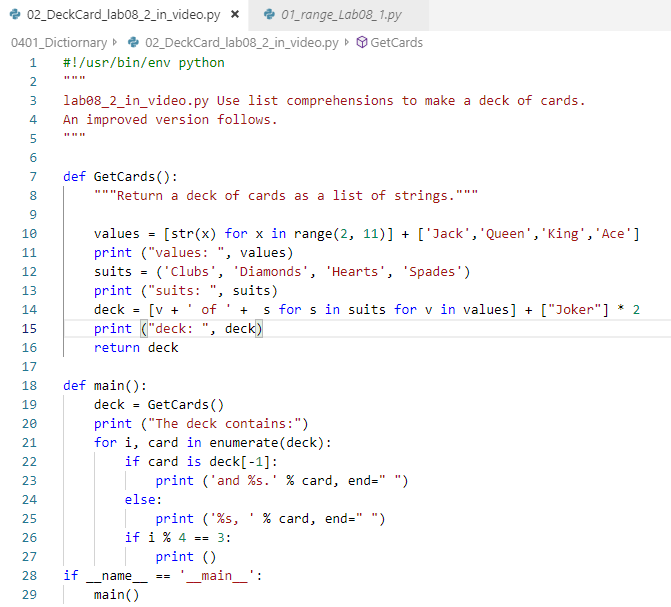 02_DeckCard_lab08_2_in_video.py × 01_range_Lab08_1.py
0401_Dictiorrary 02_DeckCard_lab08_2_in_video.py GetCards
1 #!/usr/bin/env python
2 """
3 lab08_2_in_video.py Use list comprehensions to make a deck of cards.
4 An improved version follows.
5 """
6
7 def GetCards():
8     """Return a deck of cards as a list of strings."""
9
10     values = [str(x) for x in range(2, 11)] + ['Jack','Queen','King','Ace']
11     print ("values: ", values)
12     suits = ('Clubs', 'Diamonds', 'Hearts', 'Spades')
13     print ("suits: ", suits)
14     deck = [v + ' of ' +  s for s in suits for v in values] + ["Joker"] * 2
15     print ("deck: ", deck)
16     return deck
17
18 def main():
19     deck = GetCards()
20     print ("The deck contains:")
21     for i, card in enumerate(deck):
22         if card is deck[-1]:
23             print ('and %s.' % card, end=" ")
24         else:
25             print ('%s, ' % card, end=" ")
26         if i % 4 == 3:
27             print ()
28 if __name__ == '__main__':
29     main()